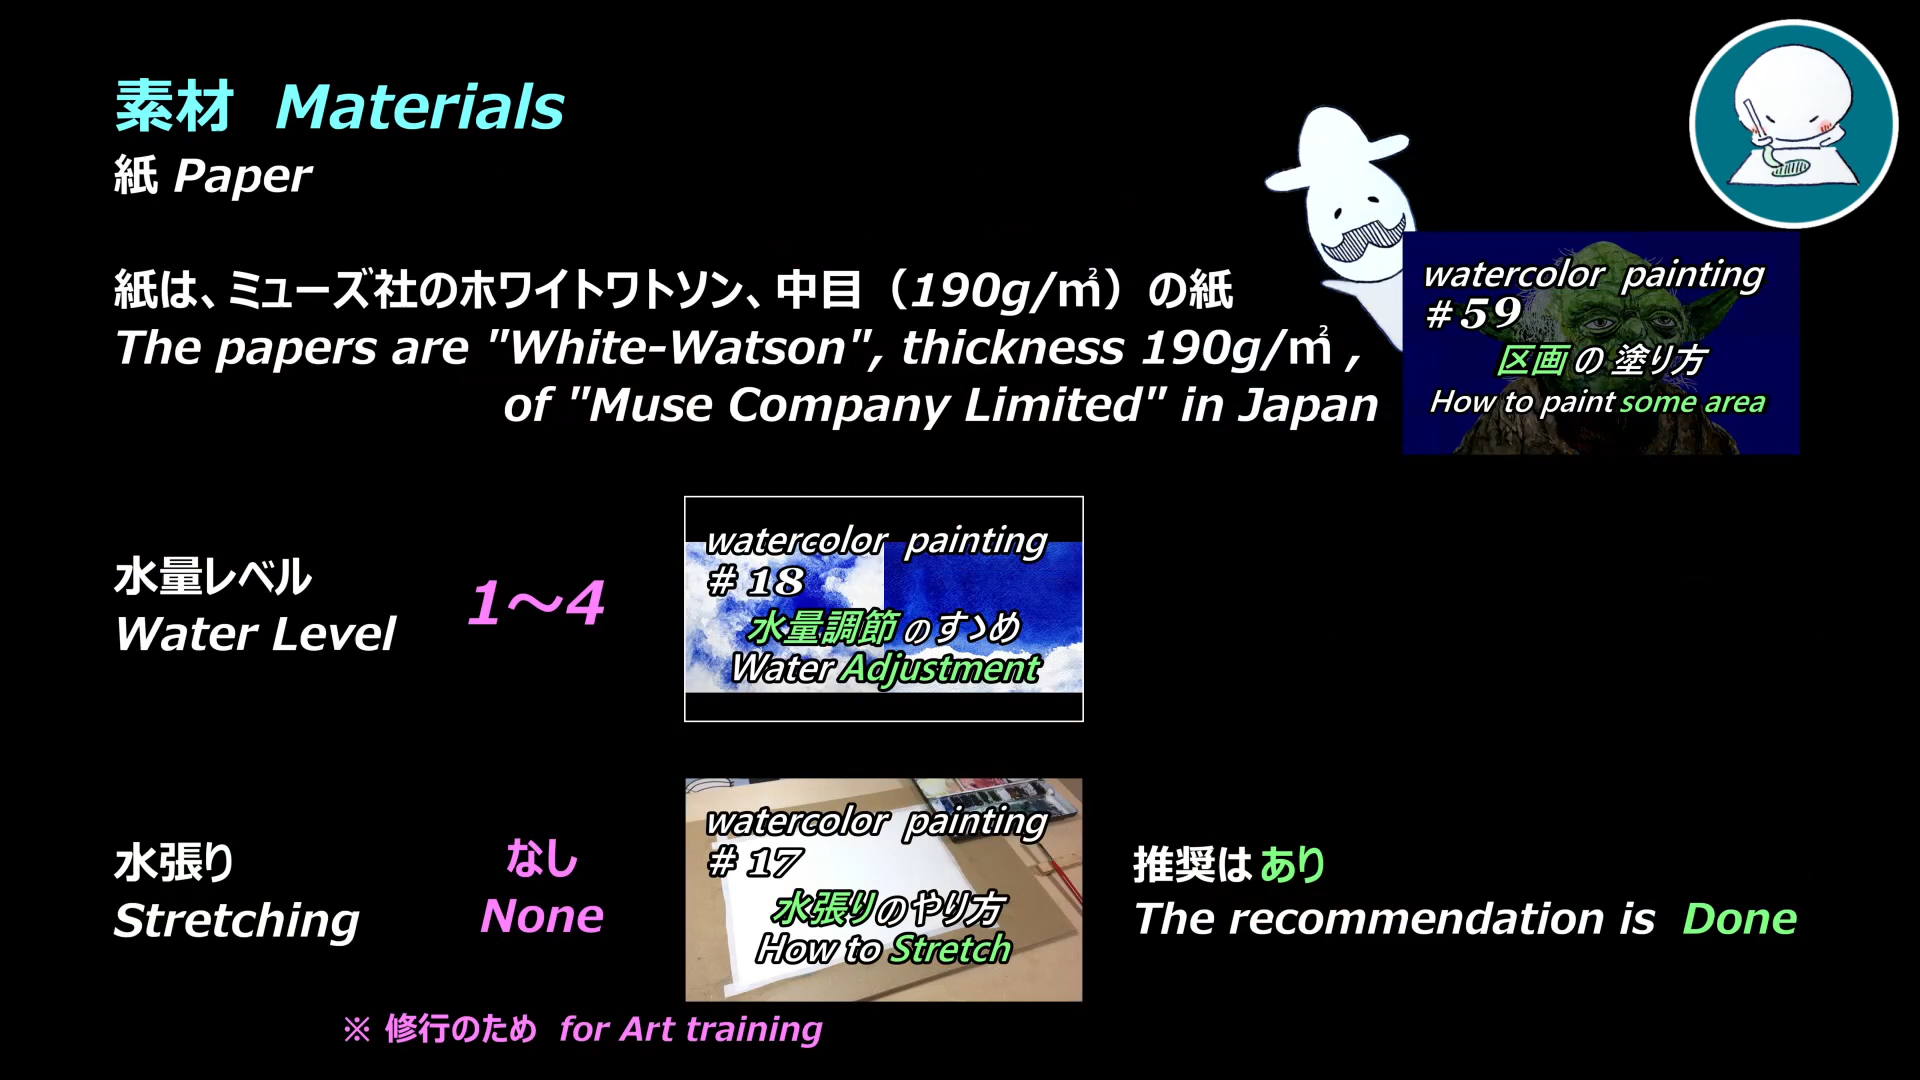 素材 Materials
紙 Paper
紙は、ミューズ社のホワイトワトソン、中目（190g/㎡）の紙
The papers are "White-Watson", thickness 190g/㎡ ,
of "Muse Company Limited" in Japan
watercolor painting
#59
区画の塗り方
How to paint some area
水量レベル
Water Level
1～4
watercolor painting
#18
水量調節のすゝめ
Water Adjustment
水張り
Stretching
なし
None
watercolor painting
#17
水張りのやり方
How to Stretch
推奨はあり
The recommendation is Done
※ 修行のため for Art training